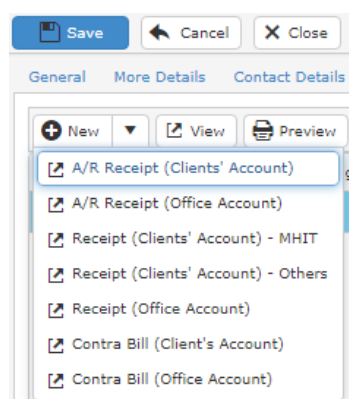 Save Cancel Close
General More Details Contact Details
New View Preview
A/R Receipt (Clients' Account)
A/R Receipt (Office Account)
Receipt (Clients' Account) - MHIT
Receipt (Clients' Account) - Others
Receipt (Office Account)
Contra Bill (Client's Account)
Contra Bill (Office Account)